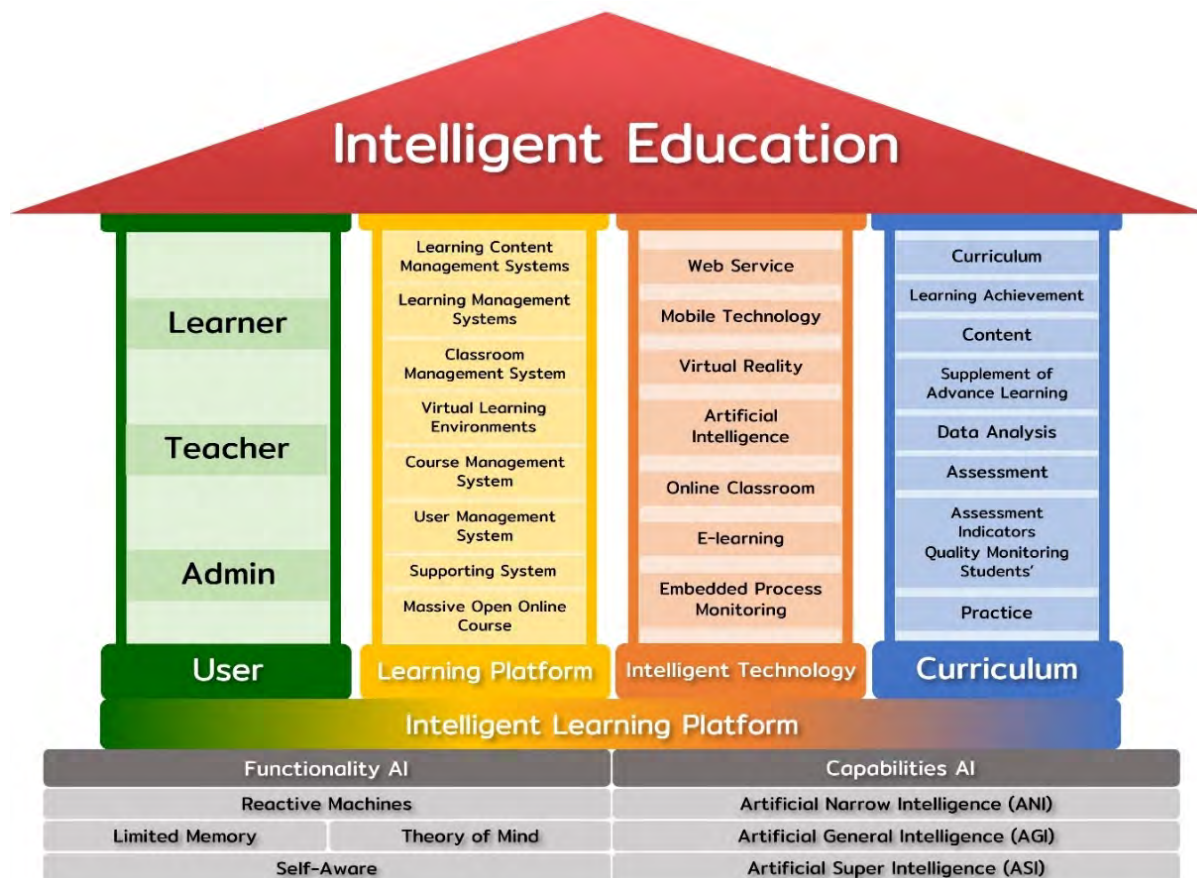 Intelligent Education
Learner
Teacher
Admin
User
Learning Content
Management Systems
Learning Management
Systems
Classroom
Management System
Virtual Learning
Environments
Course Management
System
User Management
System
Supporting System
Massive Open Online
Course
Learning Platform
Web Service
Mobile Technology
Virtual Reality
Artificial
Intelligence
Online Classroom
E-learning
Embedded Process
Monitoring
Intelligent Technology
Curriculum
Learning Achievement
Content
Supplement of
Advance Learning
Data Analysis
Assessment
Assessment
Indicators
Quality Monitoring
Students’
Practice
Curriculum
Intelligent Learning Platform
Functionality AI
Reactive Machines
Limited Memory
Theory of Mind
Self-Aware
Capabilities AI
Artificial Narrow Intelligence (ANI)
Artificial General Intelligence (AGI)
Artificial Super Intelligence (ASI)